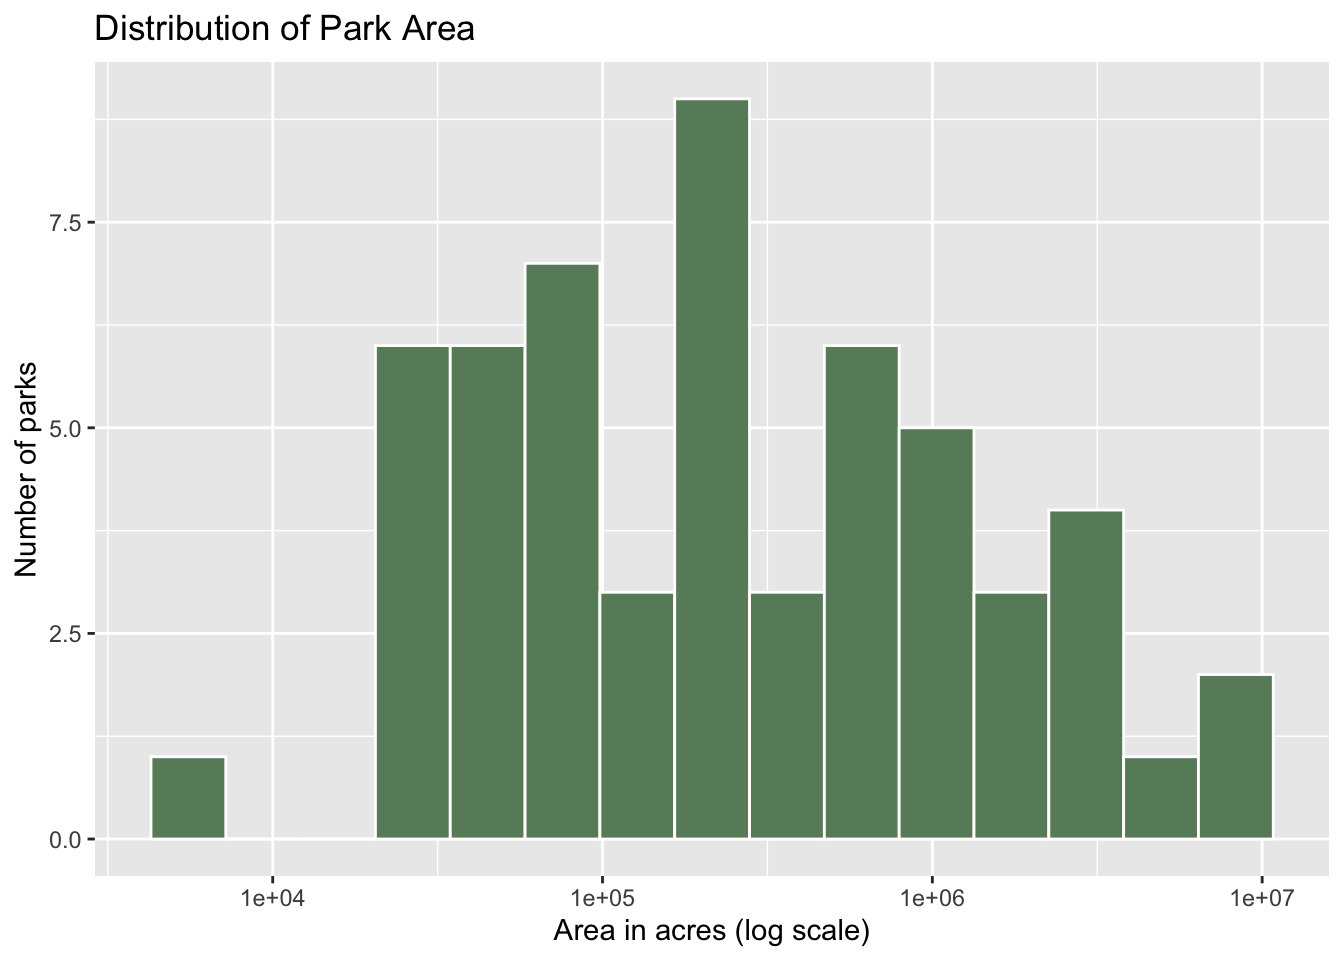 Distribution of Park Area
Number of parks
7.5
5.0
2.5
0.0
1e+04 1e+05 1e+06 1e+07
Area in acres (log scale)